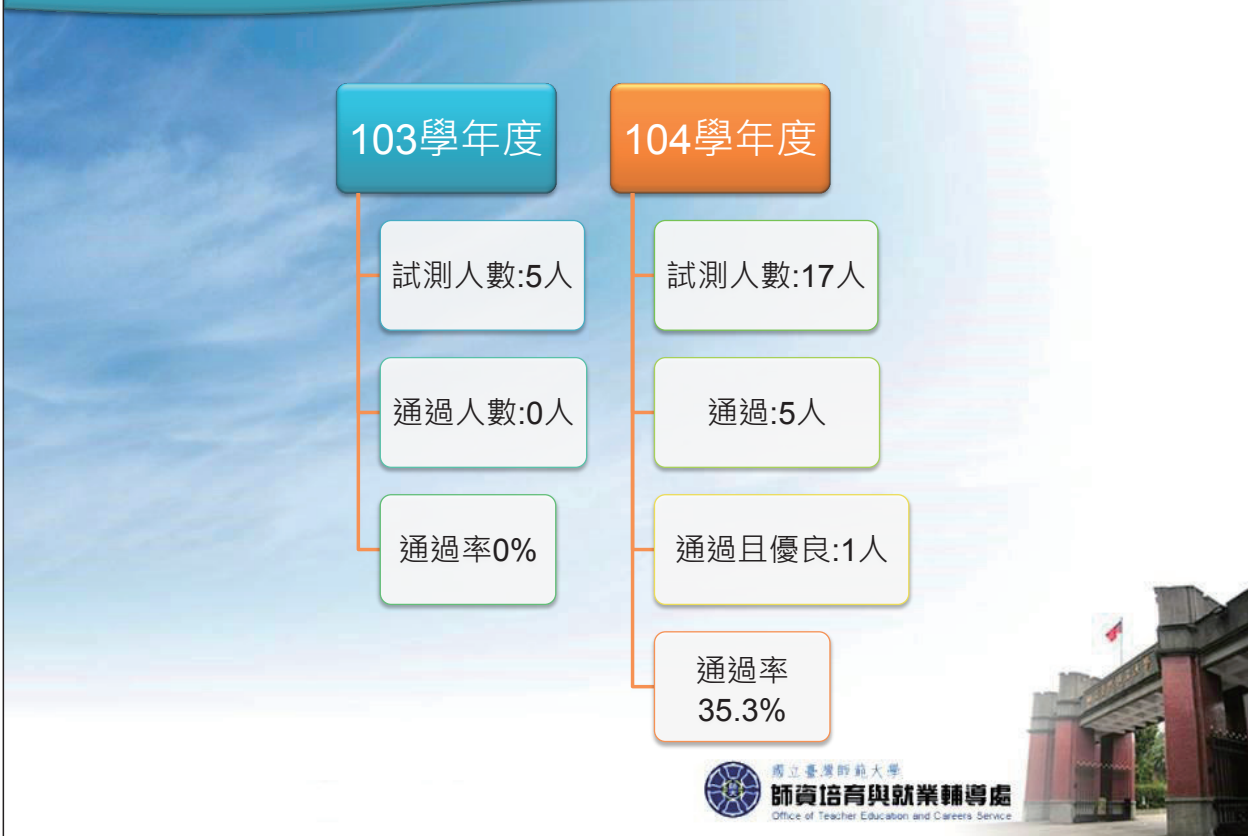 103學年度
試測人數:5人
通過人數:0人
通過率0%
104學年度
試測人數:17人
通過:5人
通過且優良:1人
通過率
35.3%
國立臺灣師範大學
師資培育與就業輔導處
Office of Teacher Education and Careers Service